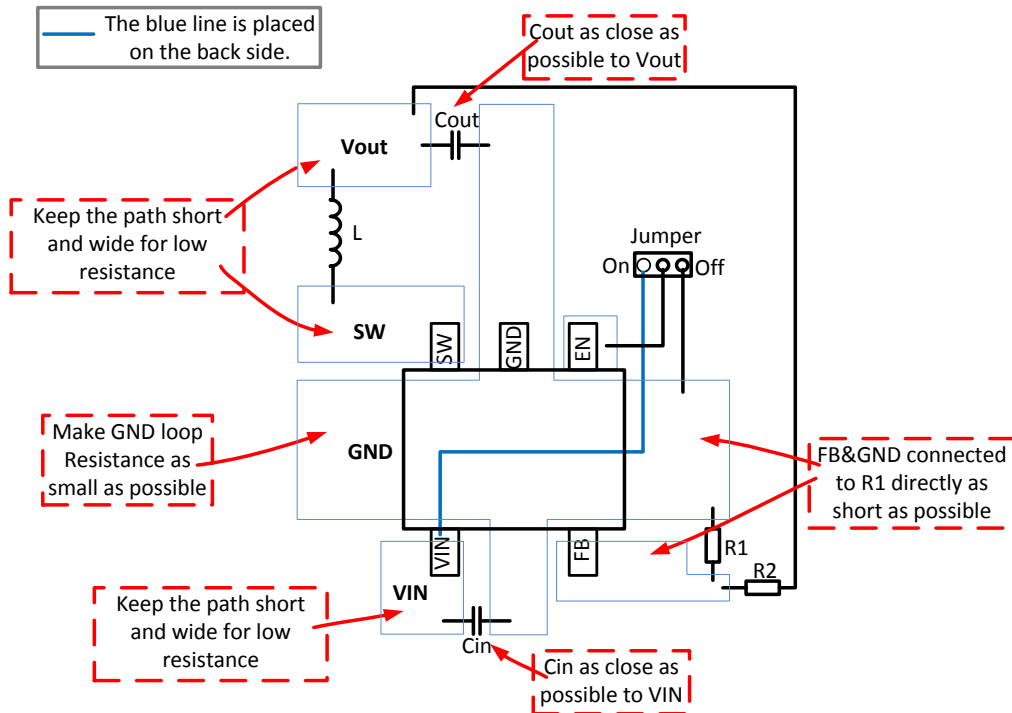 The blue line is placed
on the back side.
Cout as close as
possible to Vout
Cout
Vout
Keep the path short
and wide for low
resistance
L
Jumper
On
Off
SW
SW
GND
EN
Make GND loop
Resistance as
small as possible
GND
FB&GND connected
to R1 directly as
short as possible
VIN
FB
R1
R2
VIN
Keep the path short
and wide for low
resistance
Cin
Cin as close as
possible to VIN